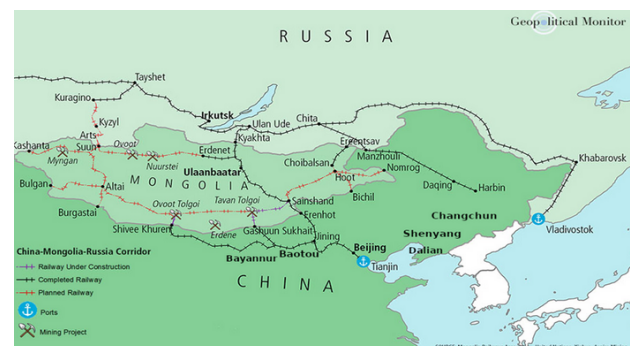 Geopolitical Monitor
RUSSIA
Tayshet
Kuragino
Irkutsk
Ulan Ude
Chita
Kyzyl
Kyakhta
Arts
Suuri
Ovoot
Erdenet
Ereentsav
Khabarovsk
Kashanta
Manzhouli
Myngan
Nuurstei
Choibalsan
Nomrog
Ulaanbaatar
Hoot
Bulgan
Altai
MONGOLIA
Bichil
Daqing
Harbin
Ovoot Tolgoi
Tavan Tolgoi
Sainshand
Changchun
Burgastai
Erenhot
Shivee Khuren
Erdene
Gashuun Sukhait
Shenyang
Vladivostok
Jining
Beijing
Dalian
China-Mongolia-Russia Corridor
Bayannur
Baotou
Tianjin
Railway Under Construction
Completed Railway
CHINA
Planned Railway
Ports
Mining Project